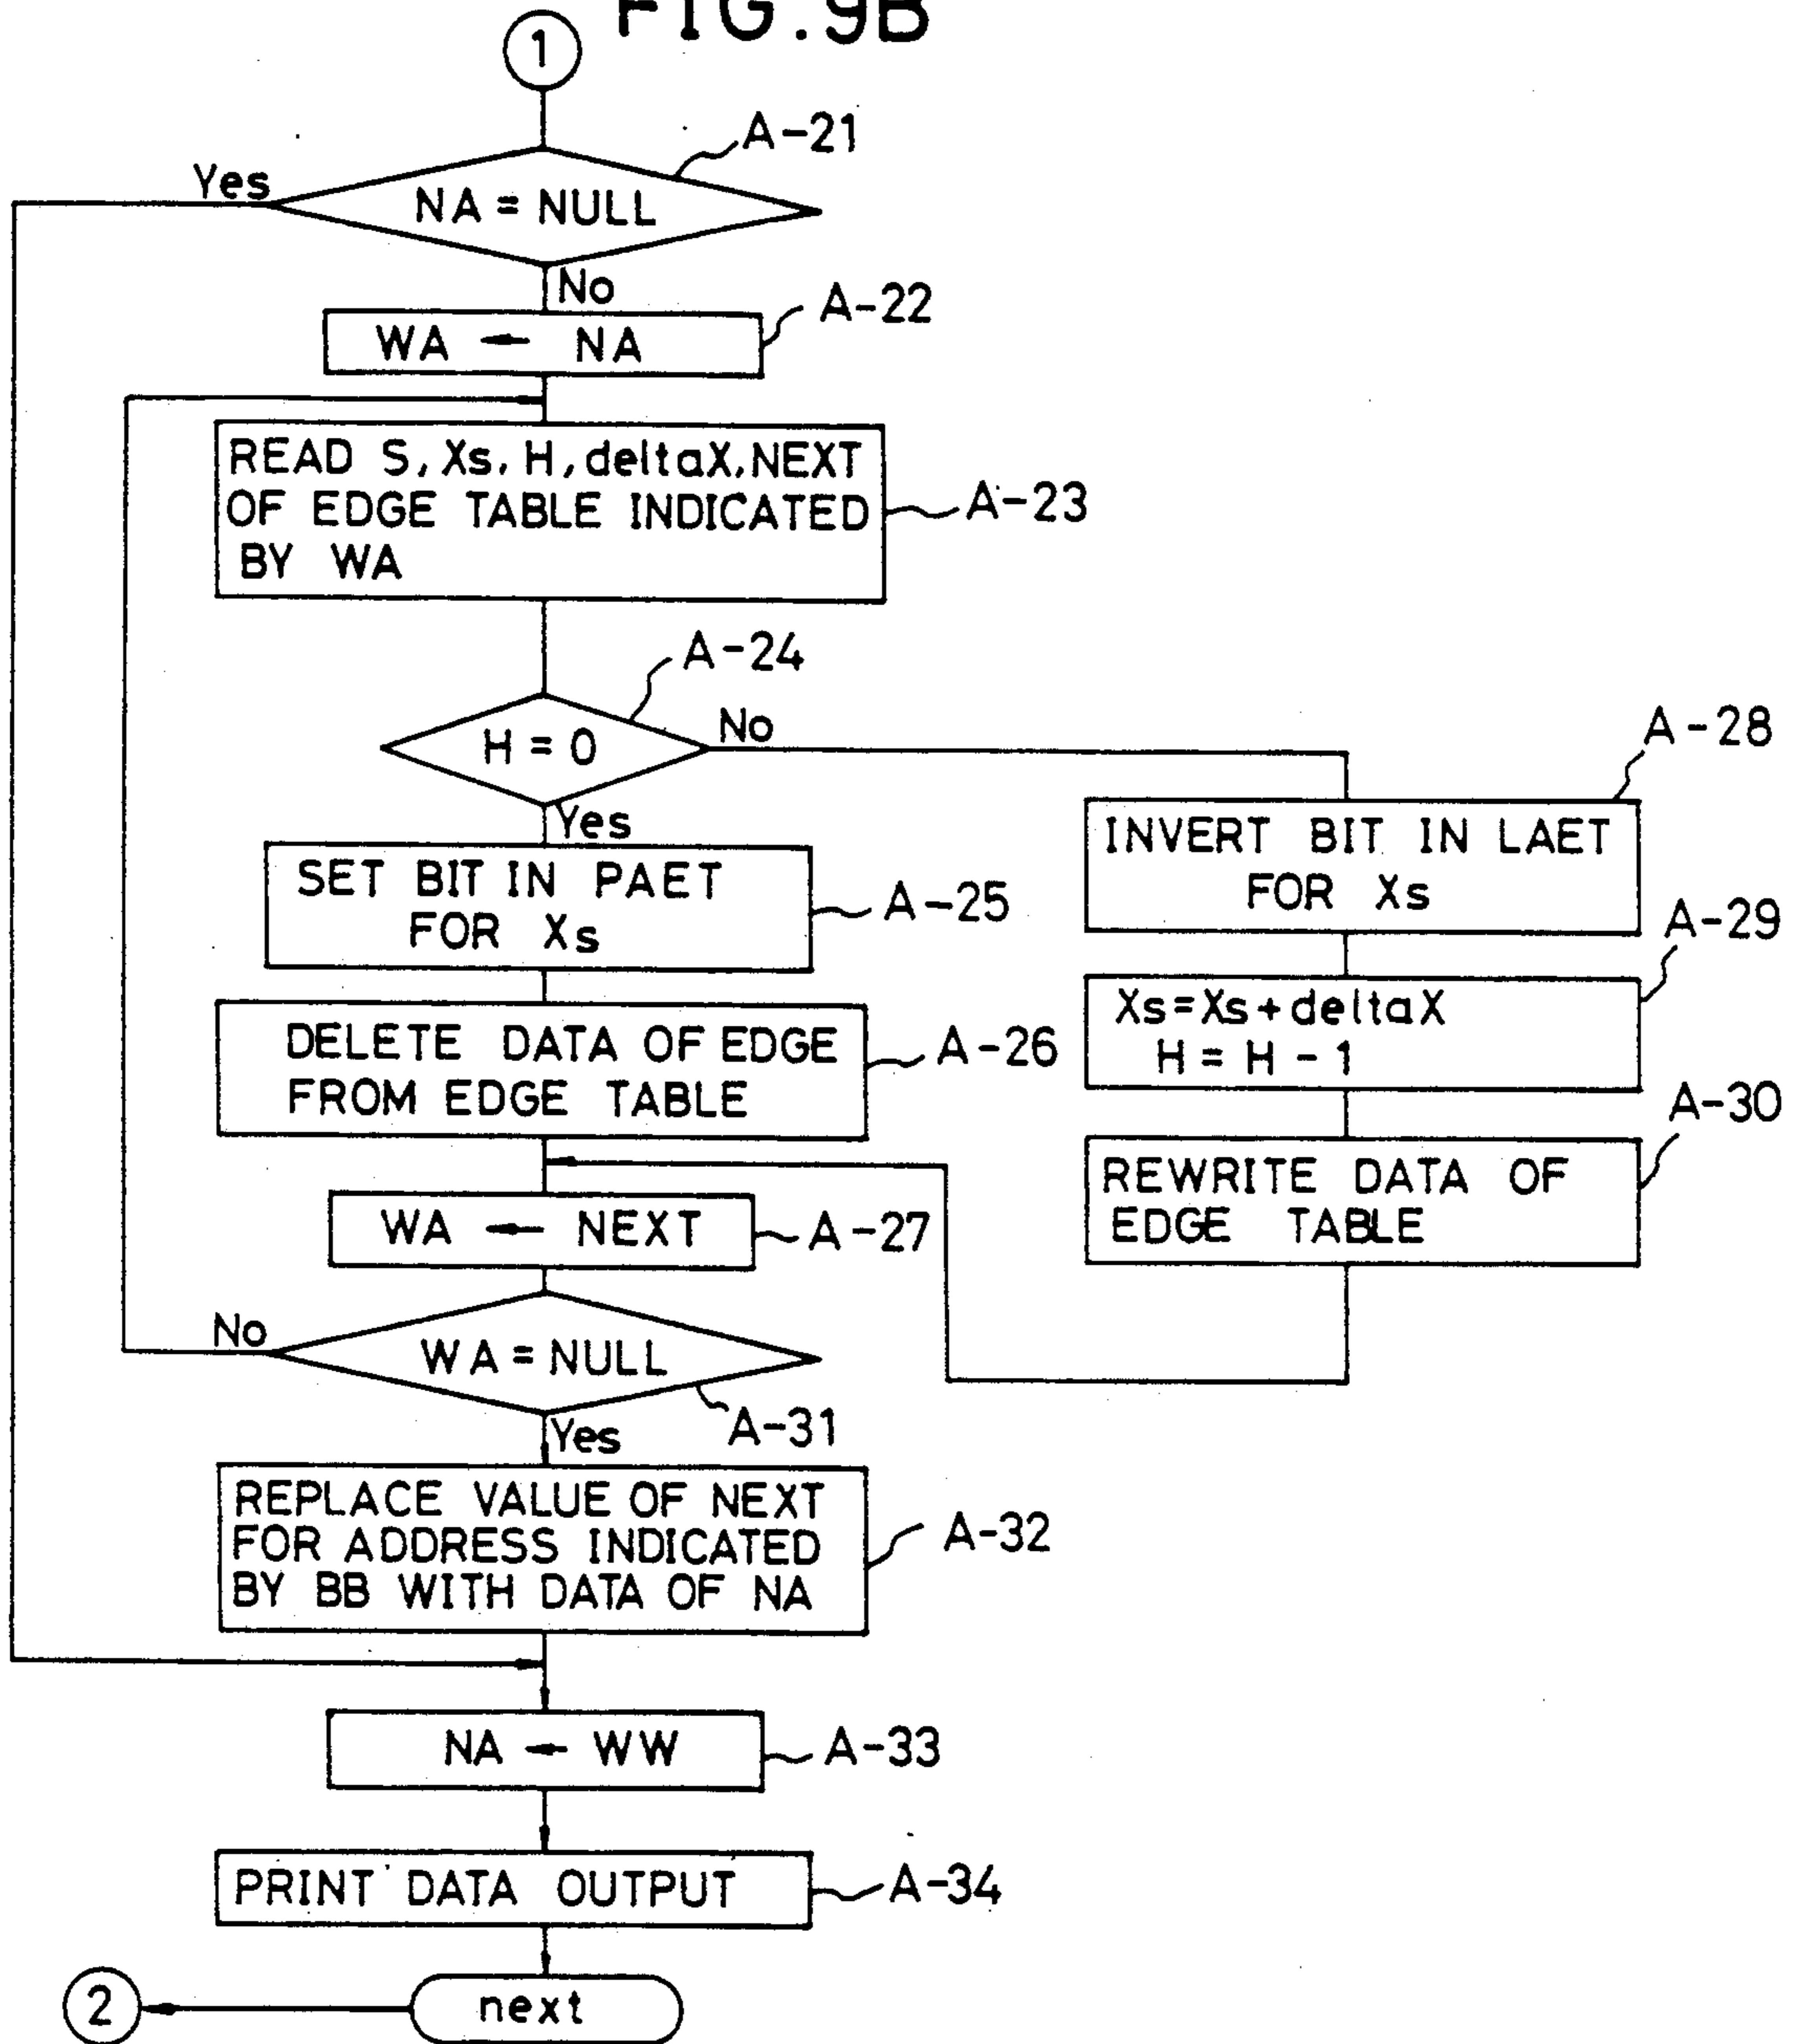 FIG. 9B
1
A-21
Yes
NA = NULL
No
A-22
WA ← NA
READ S, Xs, H, deltaX, NEXT
OF EDGE TABLE INDICATED
BY WA
A-23
A-24
H = 0
No
Yes
A-28
INVERT BIT IN LAET
FOR Xs
SET BIT IN PAET
FOR Xs
A-25
A-29
Xs=Xs+deltaX
H = H - 1
DELETE DATA OF EDGE
FROM EDGE TABLE
A-26
A-30
REWRITE DATA OF
EDGE TABLE
WA ← NEXT
A-27
No
WA = NULL
A-31
Yes
REPLACE VALUE OF NEXT
FOR ADDRESS INDICATED
BY BB WITH DATA OF NA
A-32
NA ← WW
A-33
PRINT DATA OUTPUT
A-34
next
2